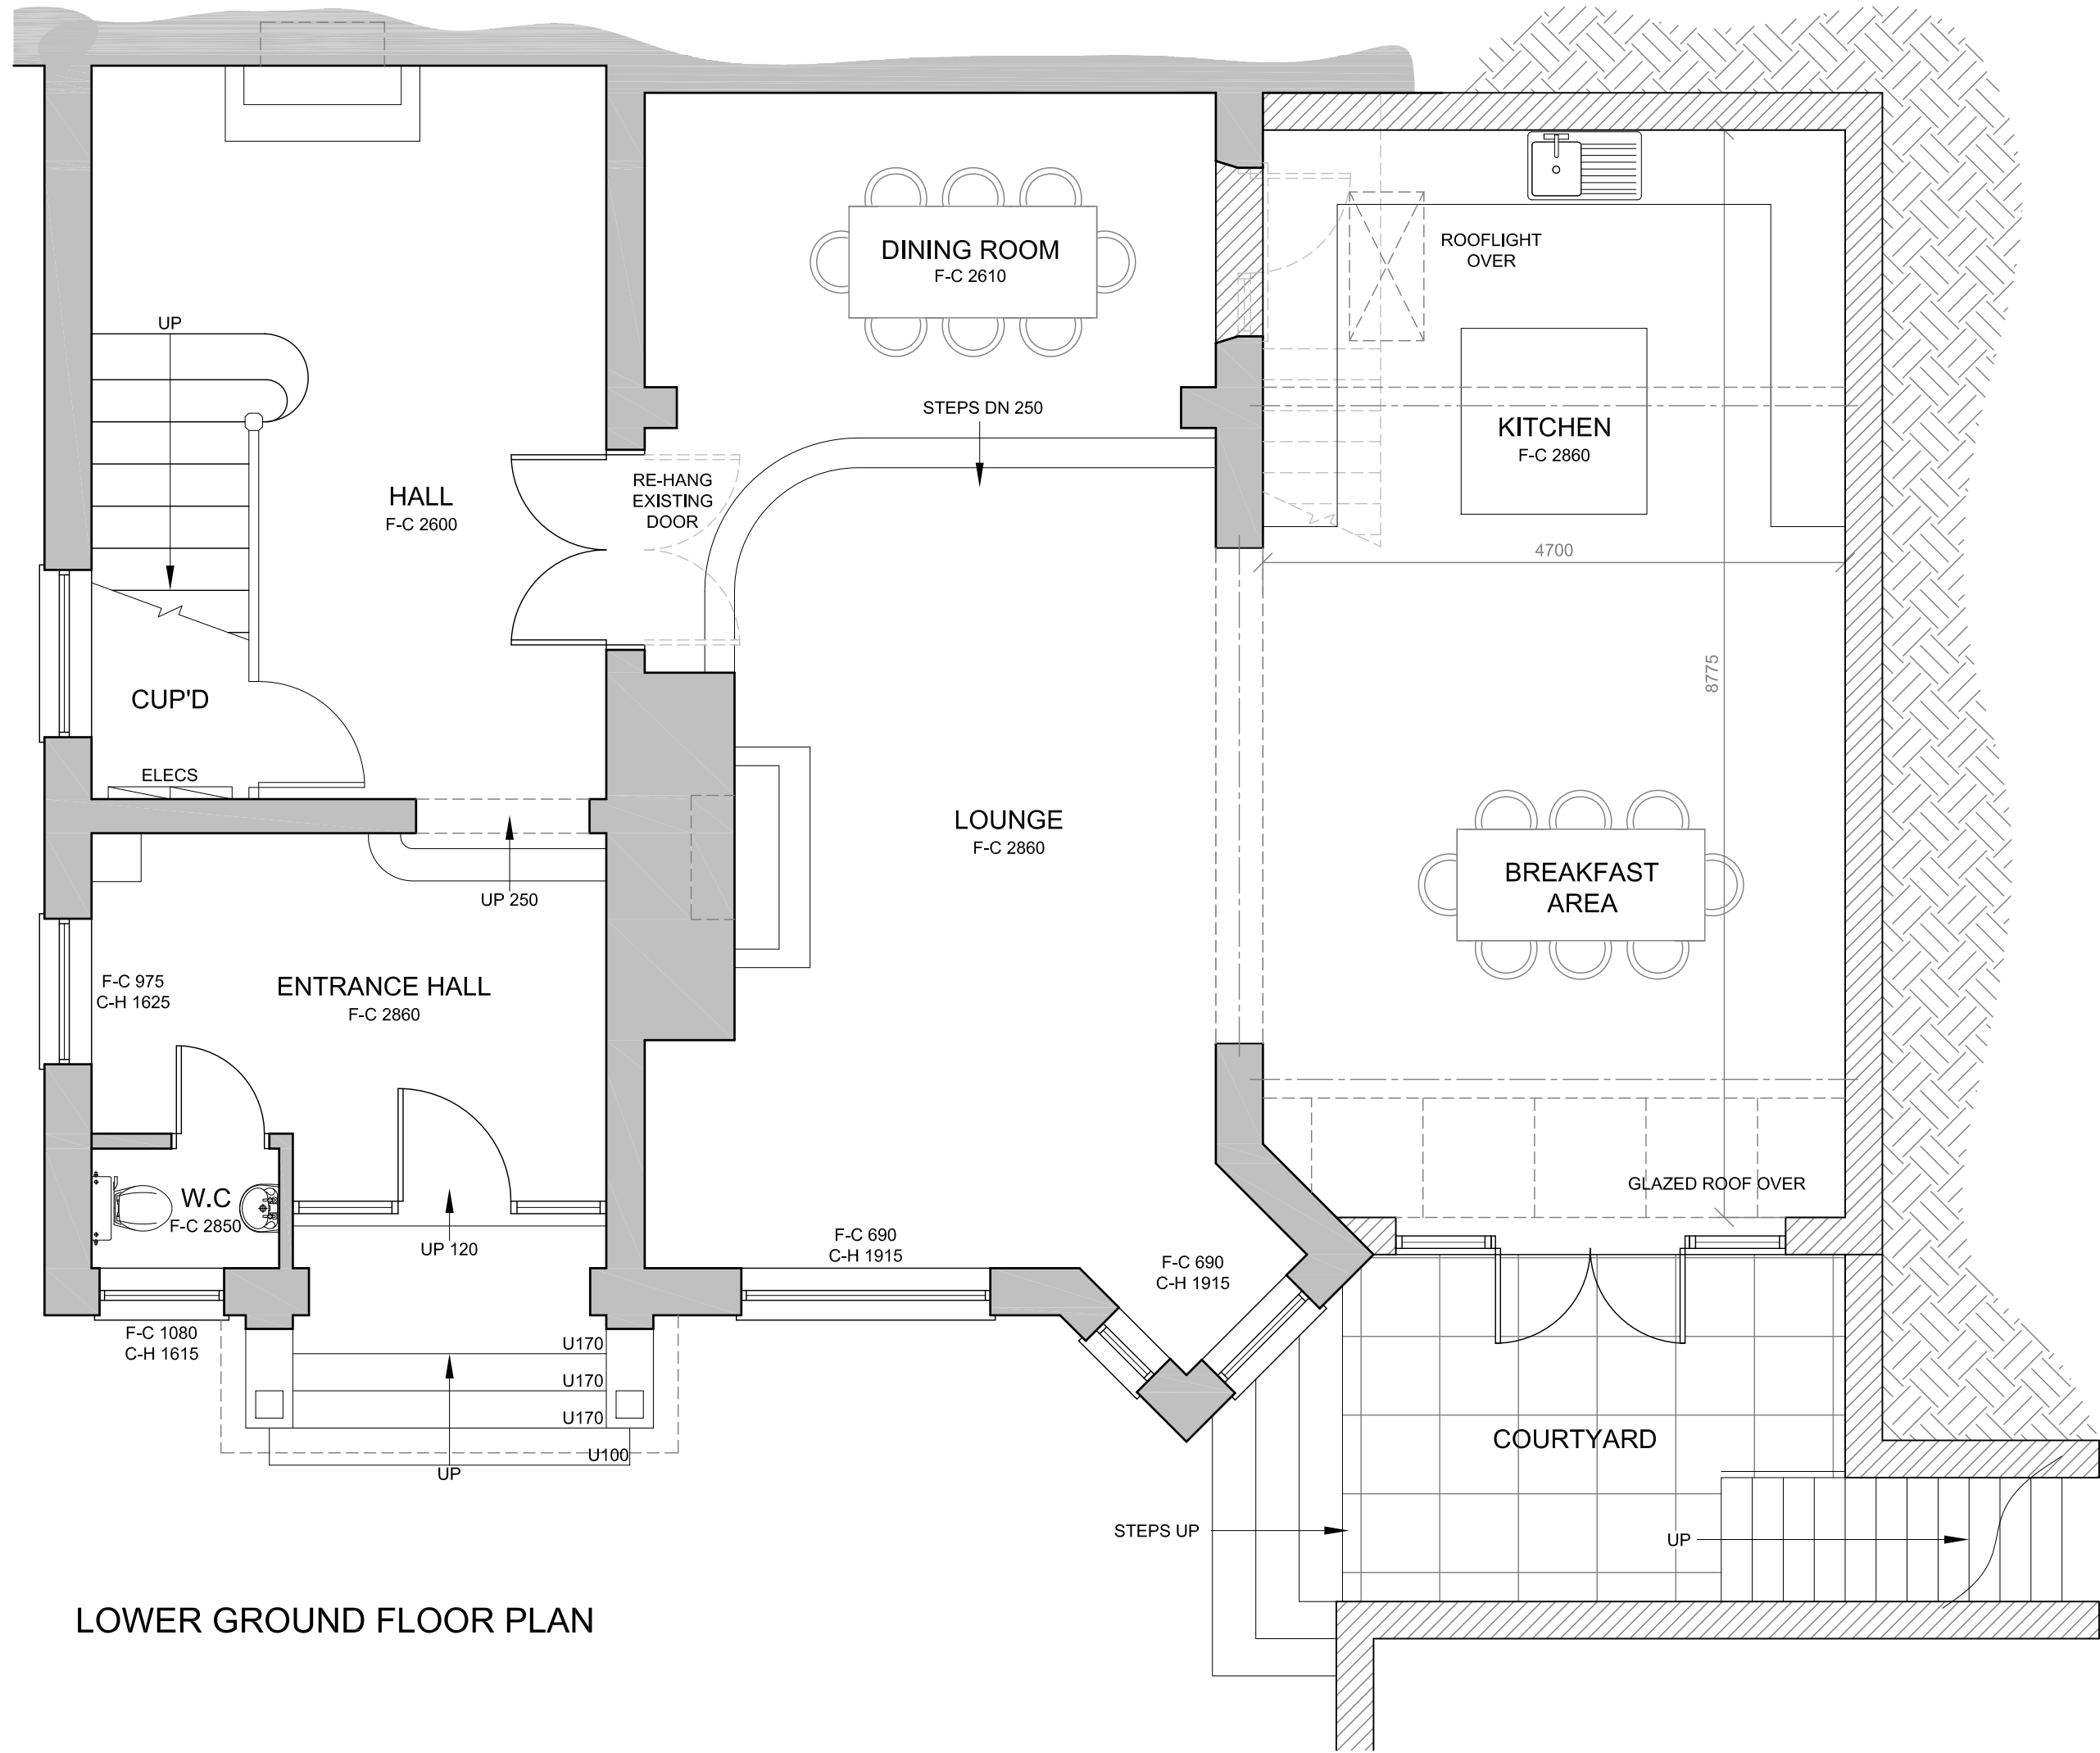 DINING ROOM
F-C 2610
ROOFLIGHT
OVER
UP
STEPS DN 250
KITCHEN
F-C 2860
HALL
F-C 2600
RE-HANG
EXISTING
DOOR
4700
8775
CUP'D
ELECS
LOUNGE
F-C 2860
BREAKFAST
AREA
UP 250
F-C 975
C-H 1625
ENTRANCE HALL
F-C 2860
W.C
F-C 2850
UP 120
GLAZED ROOF OVER
F-C 690
C-H 1915
F-C 690
C-H 1915
F-C 1080
C-H 1615
U170
U170
U170
U100
UP
COURTYARD
STEPS UP
UP
LOWER GROUND FLOOR PLAN